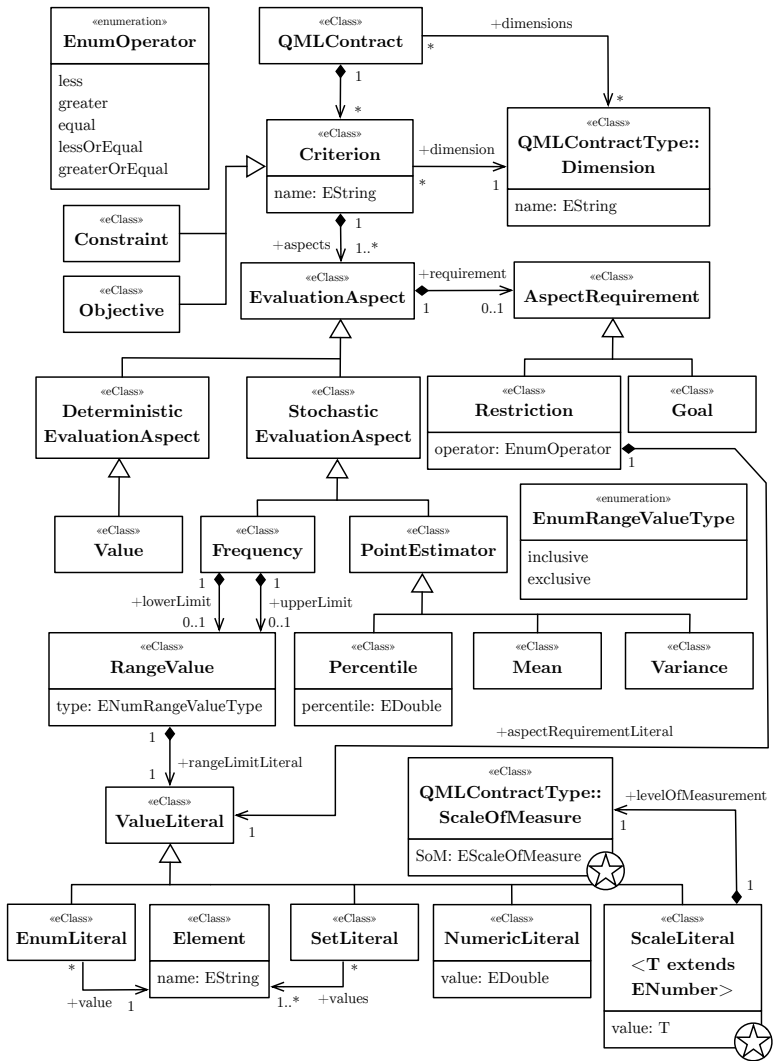 «enumeration»
EnumOperator
less
greater
equal
lessOrEqual
greaterOrEqual
«eClass»
QMLContract
+dimensions
*
1
*
*
«eClass»
Criterion
name: EString
+dimension
*
1
«eClass»
QMLContractType::
Dimension
name: EString
«eClass»
Constraint
«eClass»
Objective
1
+aspects
1..*
«eClass»
EvaluationAspect
+requirement
1
0..1
«eClass»
AspectRequirement
«eClass»
Deterministic
EvaluationAspect
«eClass»
Stochastic
EvaluationAspect
«eClass»
Restriction
operator: EnumOperator
1
«eClass»
Goal
«enumeration»
EnumRangeValueType
inclusive
exclusive
«eClass»
Value
«eClass»
Frequency
«eClass»
PointEstimator
1
1
+lowerLimit
+upperLimit
0..1
0..1
«eClass»
RangeValue
type: ENumRangeValueType
«eClass»
Percentile
percentile: EDouble
«eClass»
Mean
«eClass»
Variance
1
+rangeLimitLiteral
1
+aspectRequirementLiteral
1
«eClass»
ValueLiteral
«eClass»
QMLContractType::
ScaleOfMeasure
SoM: EScaleOfMeasure
+levelOfMeasurement
1
1
«eClass»
EnumLiteral
«eClass»
Element
name: EString
«eClass»
SetLiteral
«eClass»
NumericLiteral
value: EDouble
«eClass»
ScaleLiteral
<T extends
ENumber>
value: T
*
+value
1
*
1..*
+values